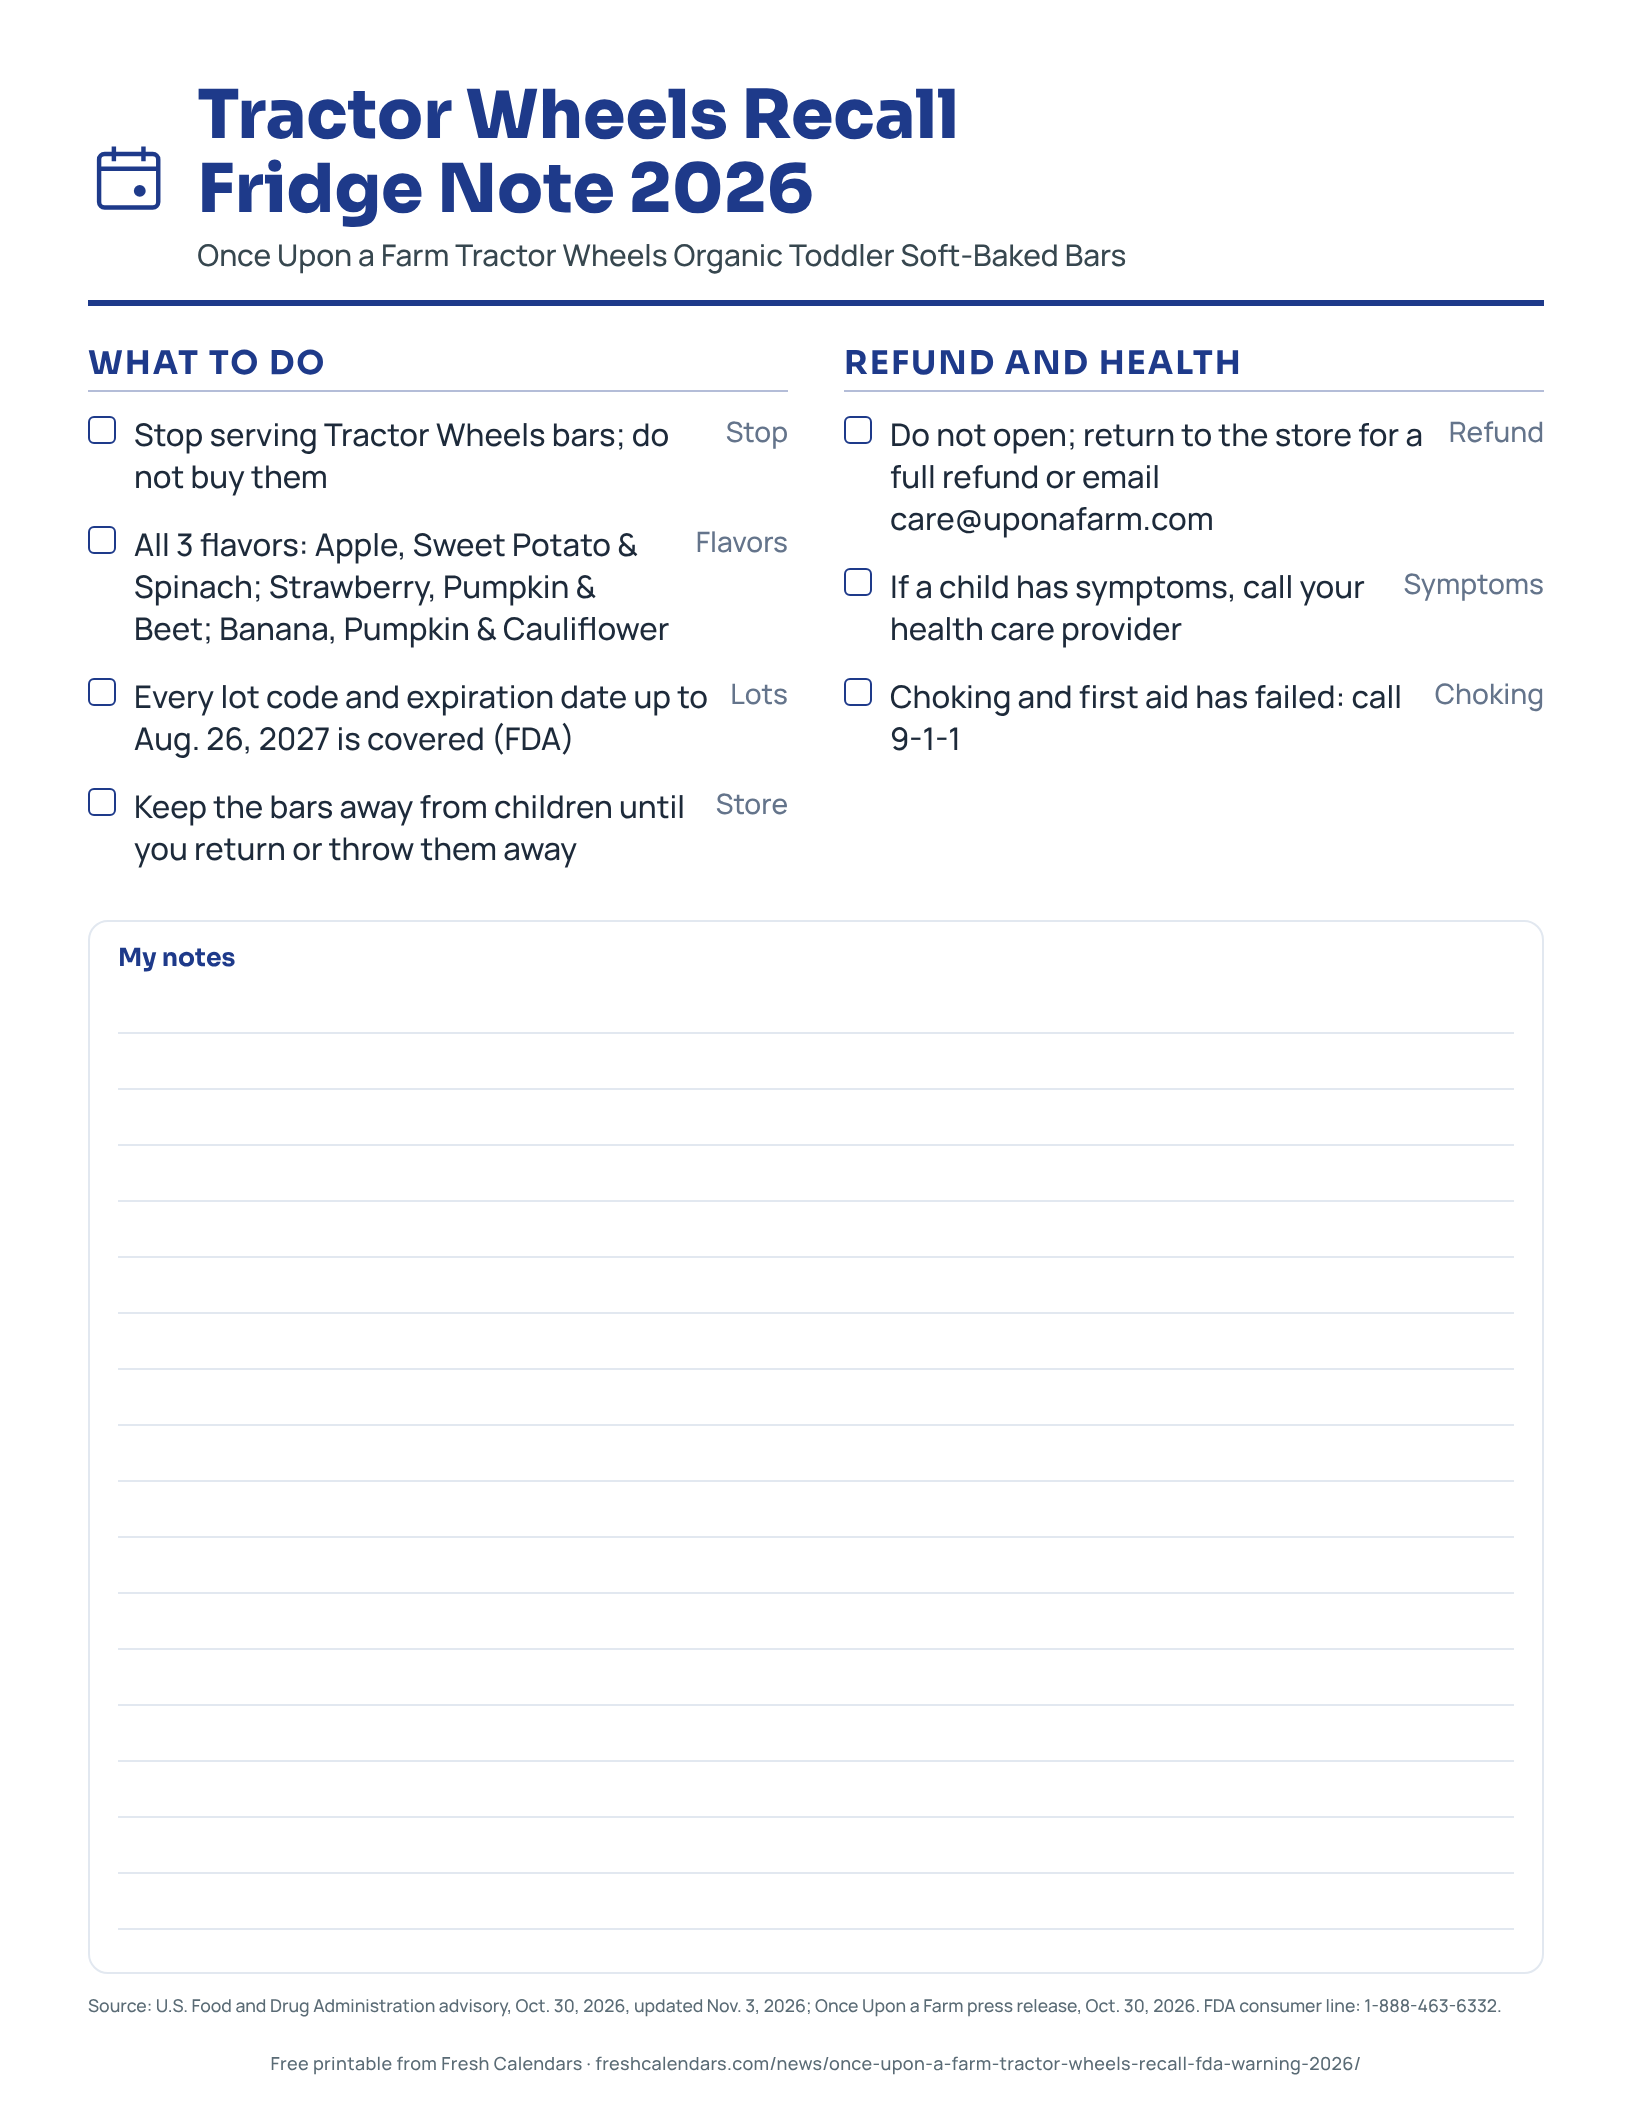 Tractor Wheels Recall
Fridge Note 2026
Once Upon a Farm Tractor Wheels Organic Toddler Soft-Baked Bars
WHAT TO DO
Stop serving Tractor Wheels bars; do Stop
not buy them
All 3 flavors: Apple, Sweet Potato & Flavors
Spinach; Strawberry, Pumpkin &
Beet; Banana, Pumpkin & Cauliflower
Every lot code and expiration date up to Lots
Aug. 26, 2027 is covered (FDA)
Keep the bars away from children until Store
you return or throw them away
REFUND AND HEALTH
Do not open; return to the store for a Refund
full refund or email
care@uponafarm.com
If a child has symptoms, call your Symptoms
health care provider
Choking and first aid has failed: call Choking
9-1-1
My notes
Source: U.S. Food and Drug Administration advisory, Oct. 30, 2026, updated Nov. 3, 2026; Once Upon a Farm press release, Oct. 30, 2026. FDA consumer line: 1-888-463-6332.
Free printable from Fresh Calendars · freshcalendars.com/news/once-upon-a-farm-tractor-wheels-recall-fda-warning-2026/